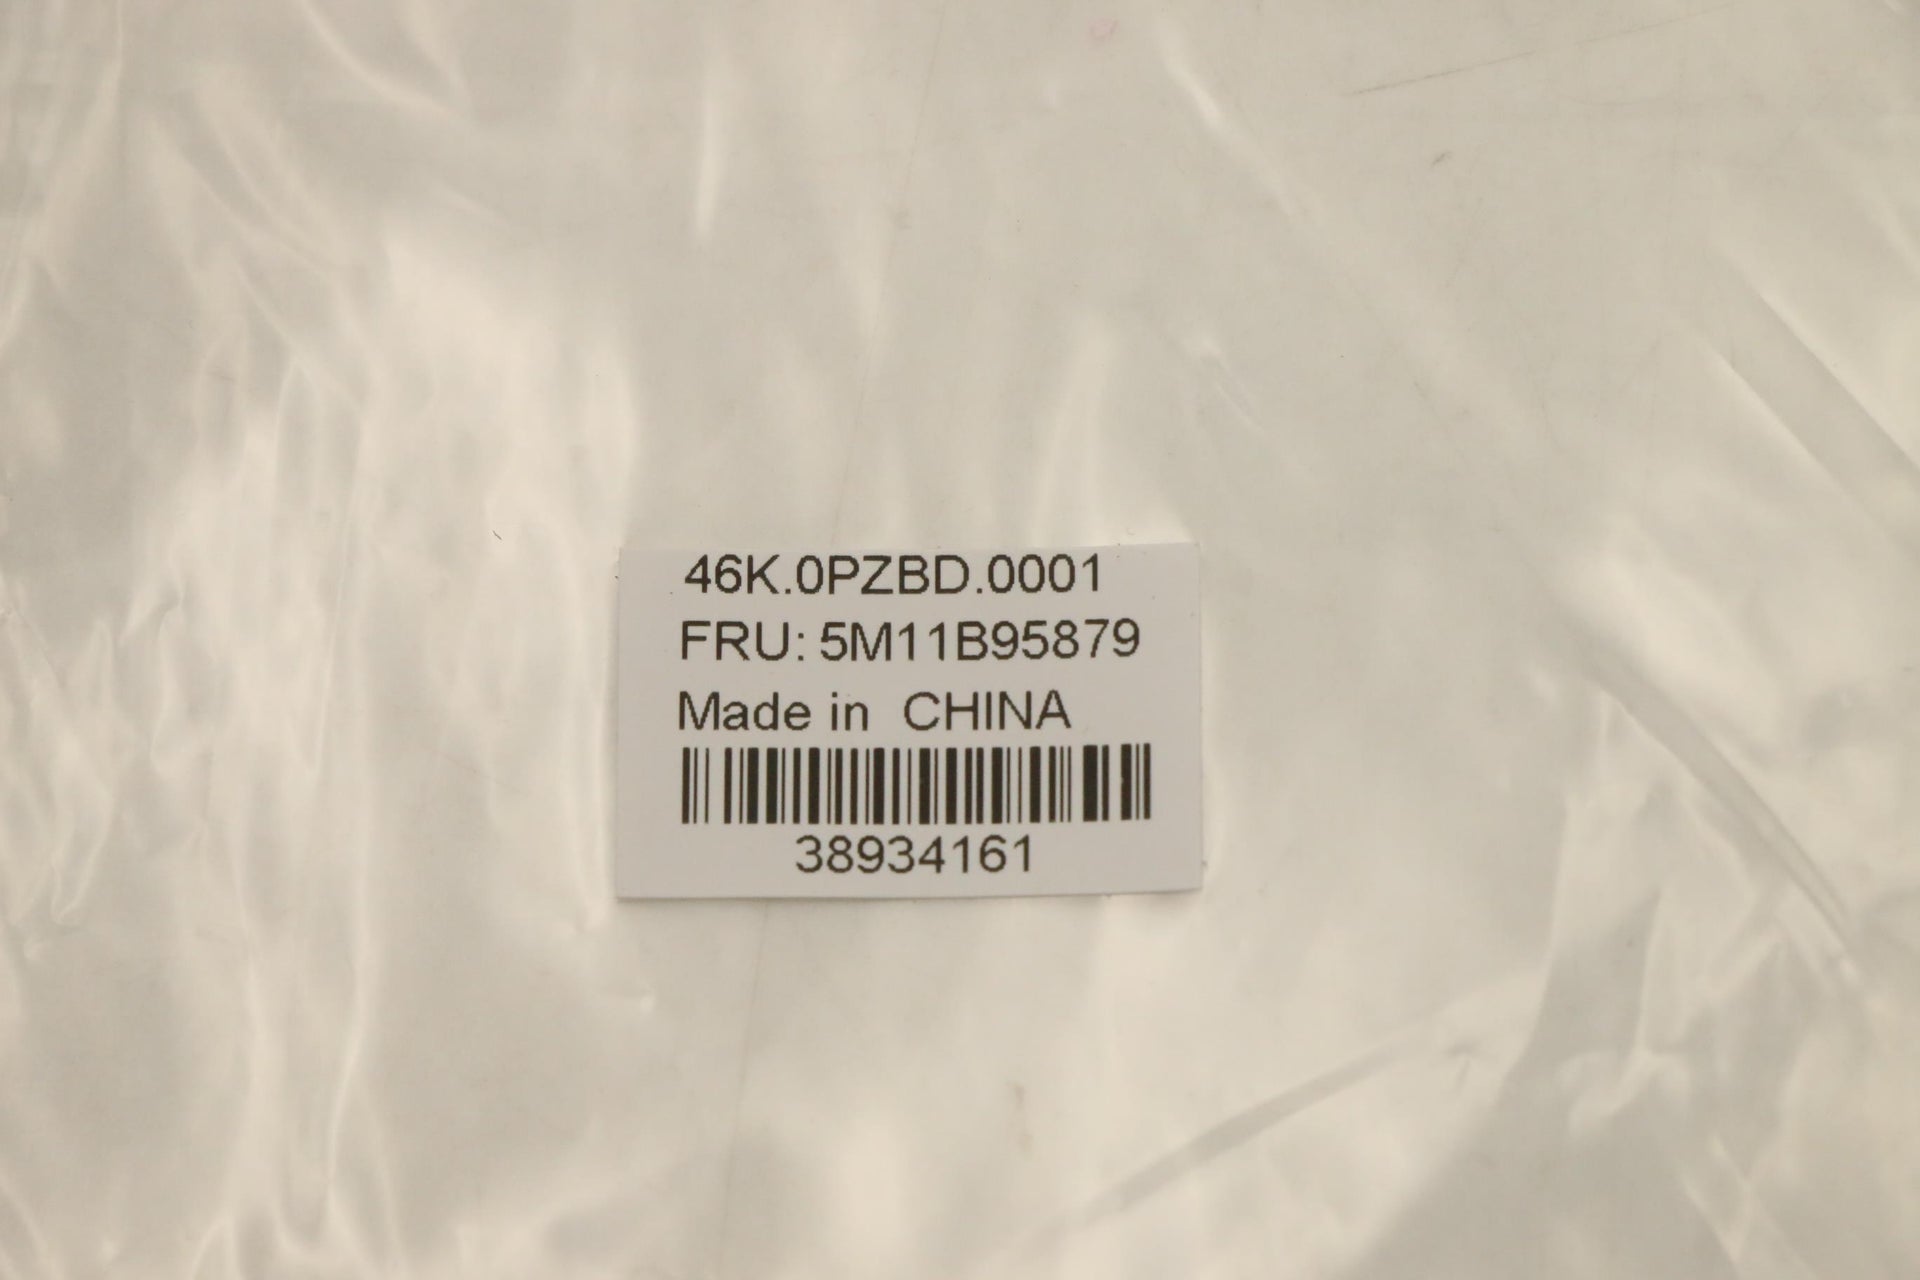 46K.0PZBD.0001
FRU: 5M11B95879
Made in  CHINA
38934161